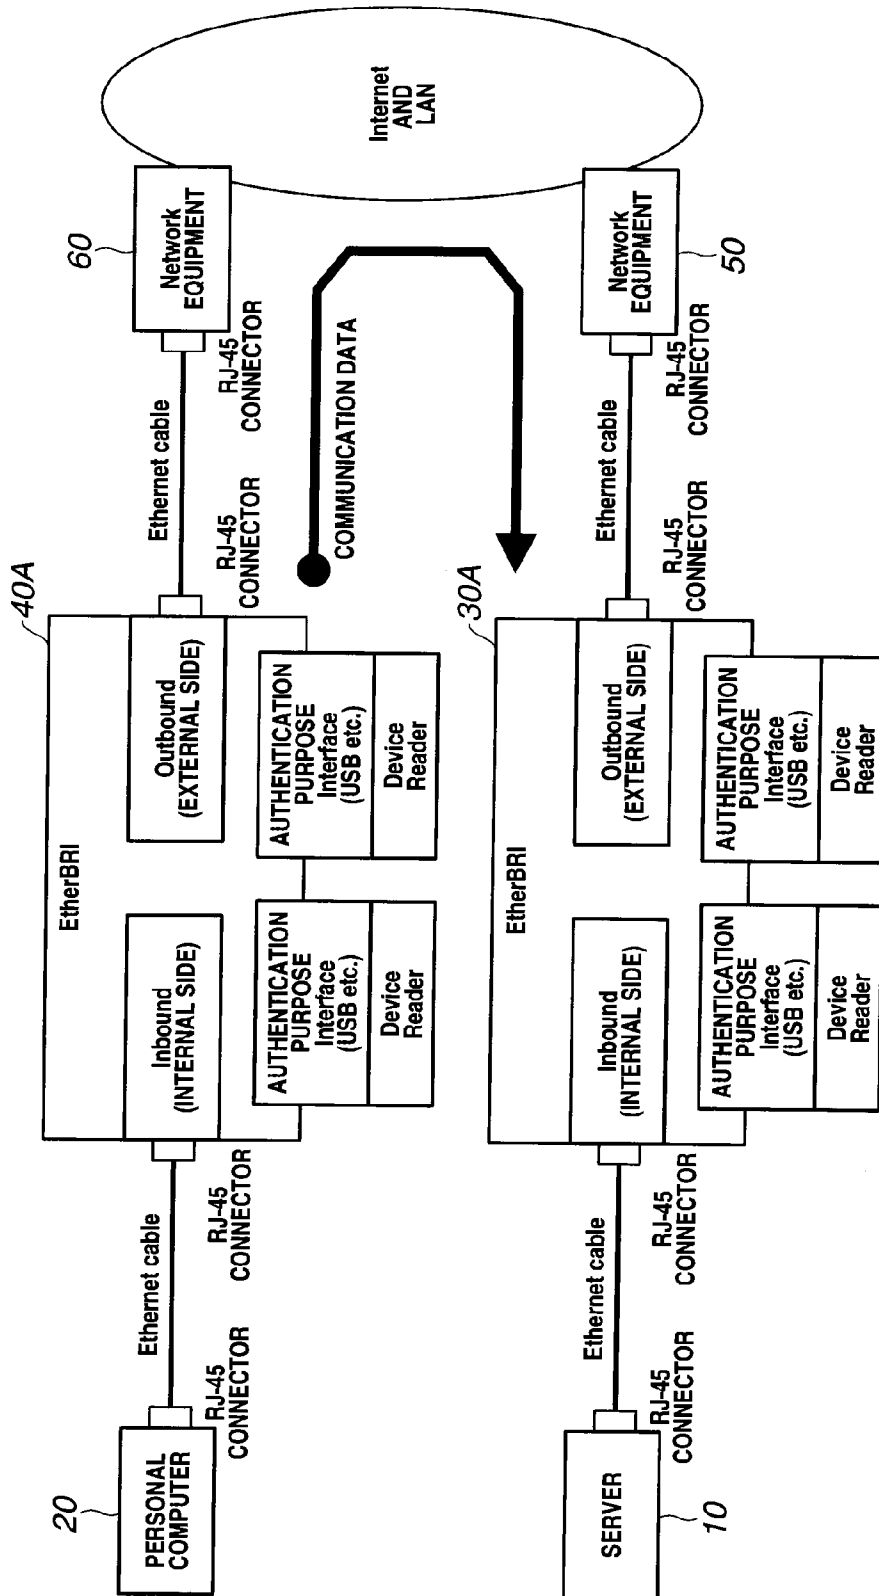 20
PERSONAL
COMPUTER
RJ-45
CONNECTOR
Ethernet cable
RJ-45
CONNECTOR
40A
EtherBRI
Inbound
(INTERNAL SIDE)
Outbound
(EXTERNAL SIDE)
AUTHENTICATION
PURPOSE
Interface
(USB etc.)
Device
Reader
AUTHENTICATION
PURPOSE
Interface
(USB etc.)
Device
Reader
RJ-45
CONNECTOR
Ethernet cable
RJ-45
CONNECTOR
60
Network
EQUIPMENT
Internet
AND
LAN
COMMUNICATION DATA
SERVER
10
RJ-45
CONNECTOR
Ethernet cable
RJ-45
CONNECTOR
30A
EtherBRI
Inbound
(INTERNAL SIDE)
Outbound
(EXTERNAL SIDE)
AUTHENTICATION
PURPOSE
Interface
(USB etc.)
Device
Reader
AUTHENTICATION
PURPOSE
Interface
(USB etc.)
Device
Reader
RJ-45
CONNECTOR
Ethernet cable
RJ-45
CONNECTOR
Network
EQUIPMENT
50